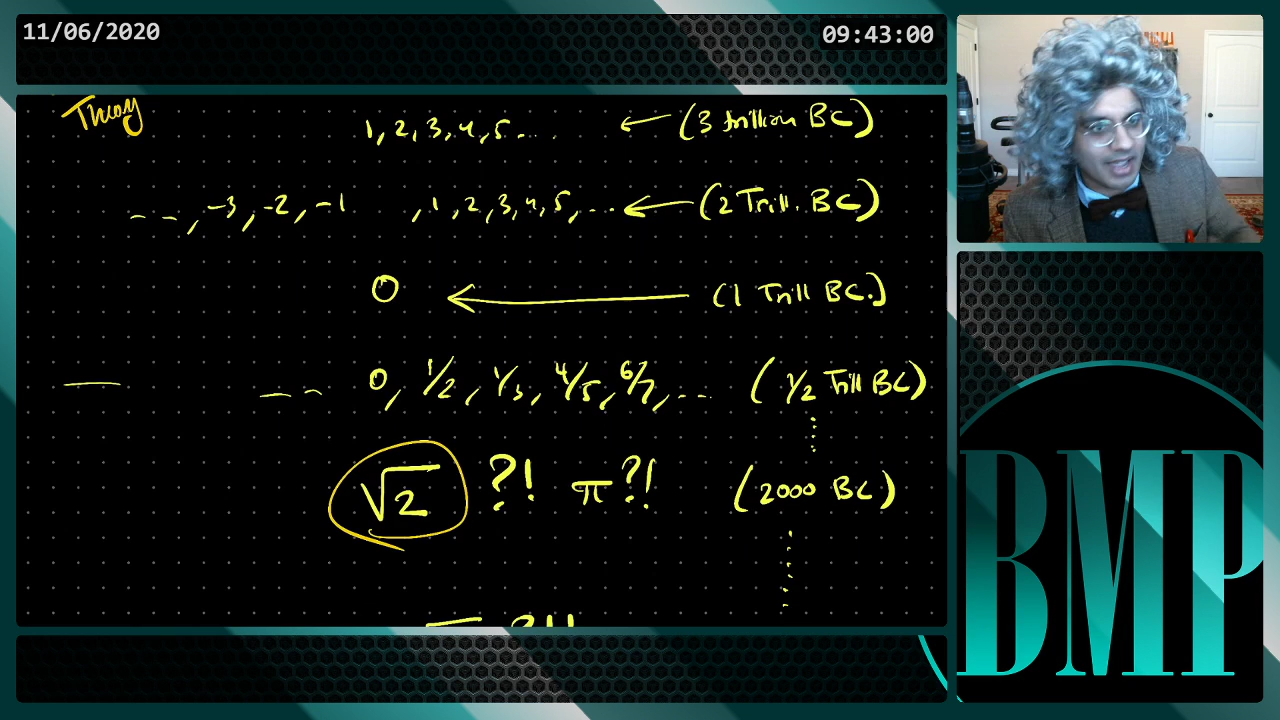 11/06/2020
09:43:00
Theory
1, 2, 3, 4, 5... ← (3 trillion BC)
– –, -3, -2, -1 , 1, 2, 3, 4, 5, ... ← (2 Trill. BC)
0 ← (1 Trill BC.)
— – – 0, 1/2, 1/3, 4/5, 6/7, ... (1/2 Trill BC)
√2 ?! π ?! (2000 BC)
BMP